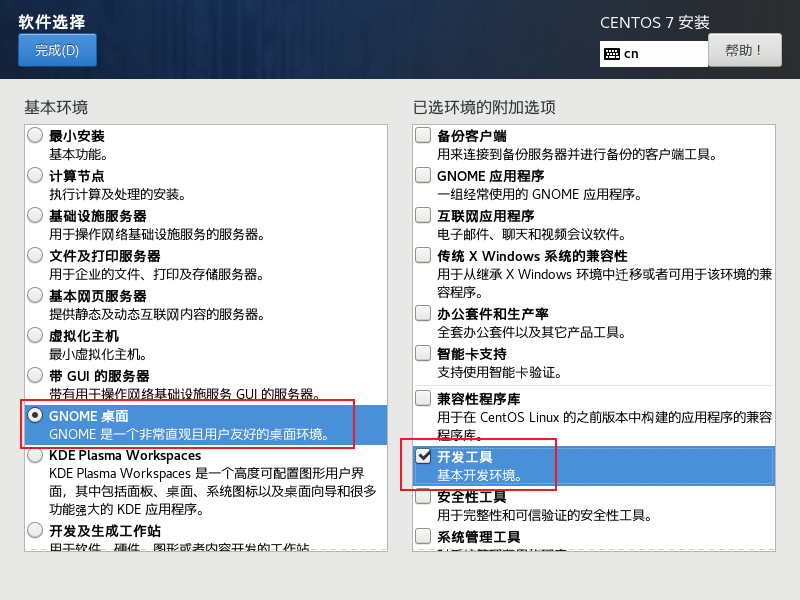 软件选择
完成(D)
CENTOS 7 安装
cn
帮助！
基本环境
最小安装
基本功能。
计算节点
执行计算及处理的安装。
基础设施服务器
用于操作网络基础设施服务的服务器。
文件及打印服务器
用于企业的文件、打印及存储服务器。
基本网页服务器
提供静态及动态互联网内容的服务器。
虚拟化主机
最小虚拟化主机。
带 GUI 的服务器
带有用于操作网络基础设施服务 GUI 的服务器。
GNOME 桌面
GNOME 是一个非常直观且用户友好的桌面环境。
KDE Plasma Workspaces
KDE Plasma Workspaces 是一个高度可配置图形用户界
面，其中包括面板、桌面、系统图标以及桌面向导和很多
功能强大的 KDE 应用程序。
开发及生成工作站
用于软件、硬件、图形或者内容开发的工作站。
已选环境的附加选项
备份客户端
用来连接到备份服务器并进行备份的客户端工具。
GNOME 应用程序
一组经常使用的 GNOME 应用程序。
互联网应用程序
电子邮件、聊天和视频会议软件。
传统 X Windows 系统的兼容性
用于从继承 X Windows 环境中迁移或者可用于该环境的兼
容程序。
办公套件和生产率
全套办公套件以及其它产品工具。
智能卡支持
支持使用智能卡验证。
兼容性程序库
用于在 CentOS Linux 的之前版本中构建的应用程序的兼容
程序库。
开发工具
基本开发环境。
安全性工具
用于完整性和可信验证的安全性工具。
系统管理工具